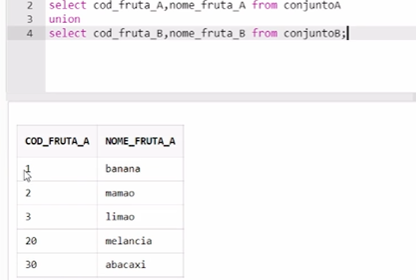 2 select cod_fruta_A,nome_fruta_A from conjuntoA
3 union
4 select cod_fruta_B,nome_fruta_B from conjuntoB;
COD_FRUTA_A NOME_FRUTA_A
1 banana
2 mamao
3 limao
20 melancia
30 abacaxi